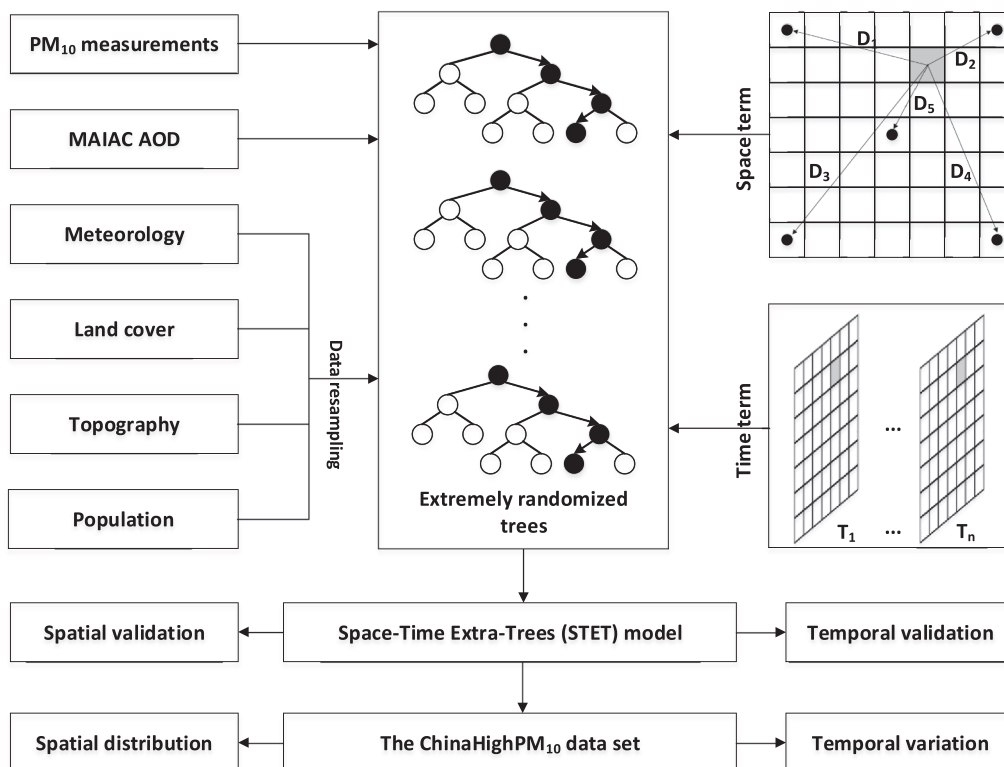 PM₁₀ measurements
MAIAC AOD
Meteorology
Land cover
Topography
Population
Data resampling
Extremely randomized
trees
Space term
D₁
D₂
D₅
D₃
D₄
Time term
...
T₁
...
Tₙ
Spatial validation
Space-Time Extra-Trees (STET) model
Temporal validation
Spatial distribution
The ChinaHighPM₁₀ data set
Temporal variation